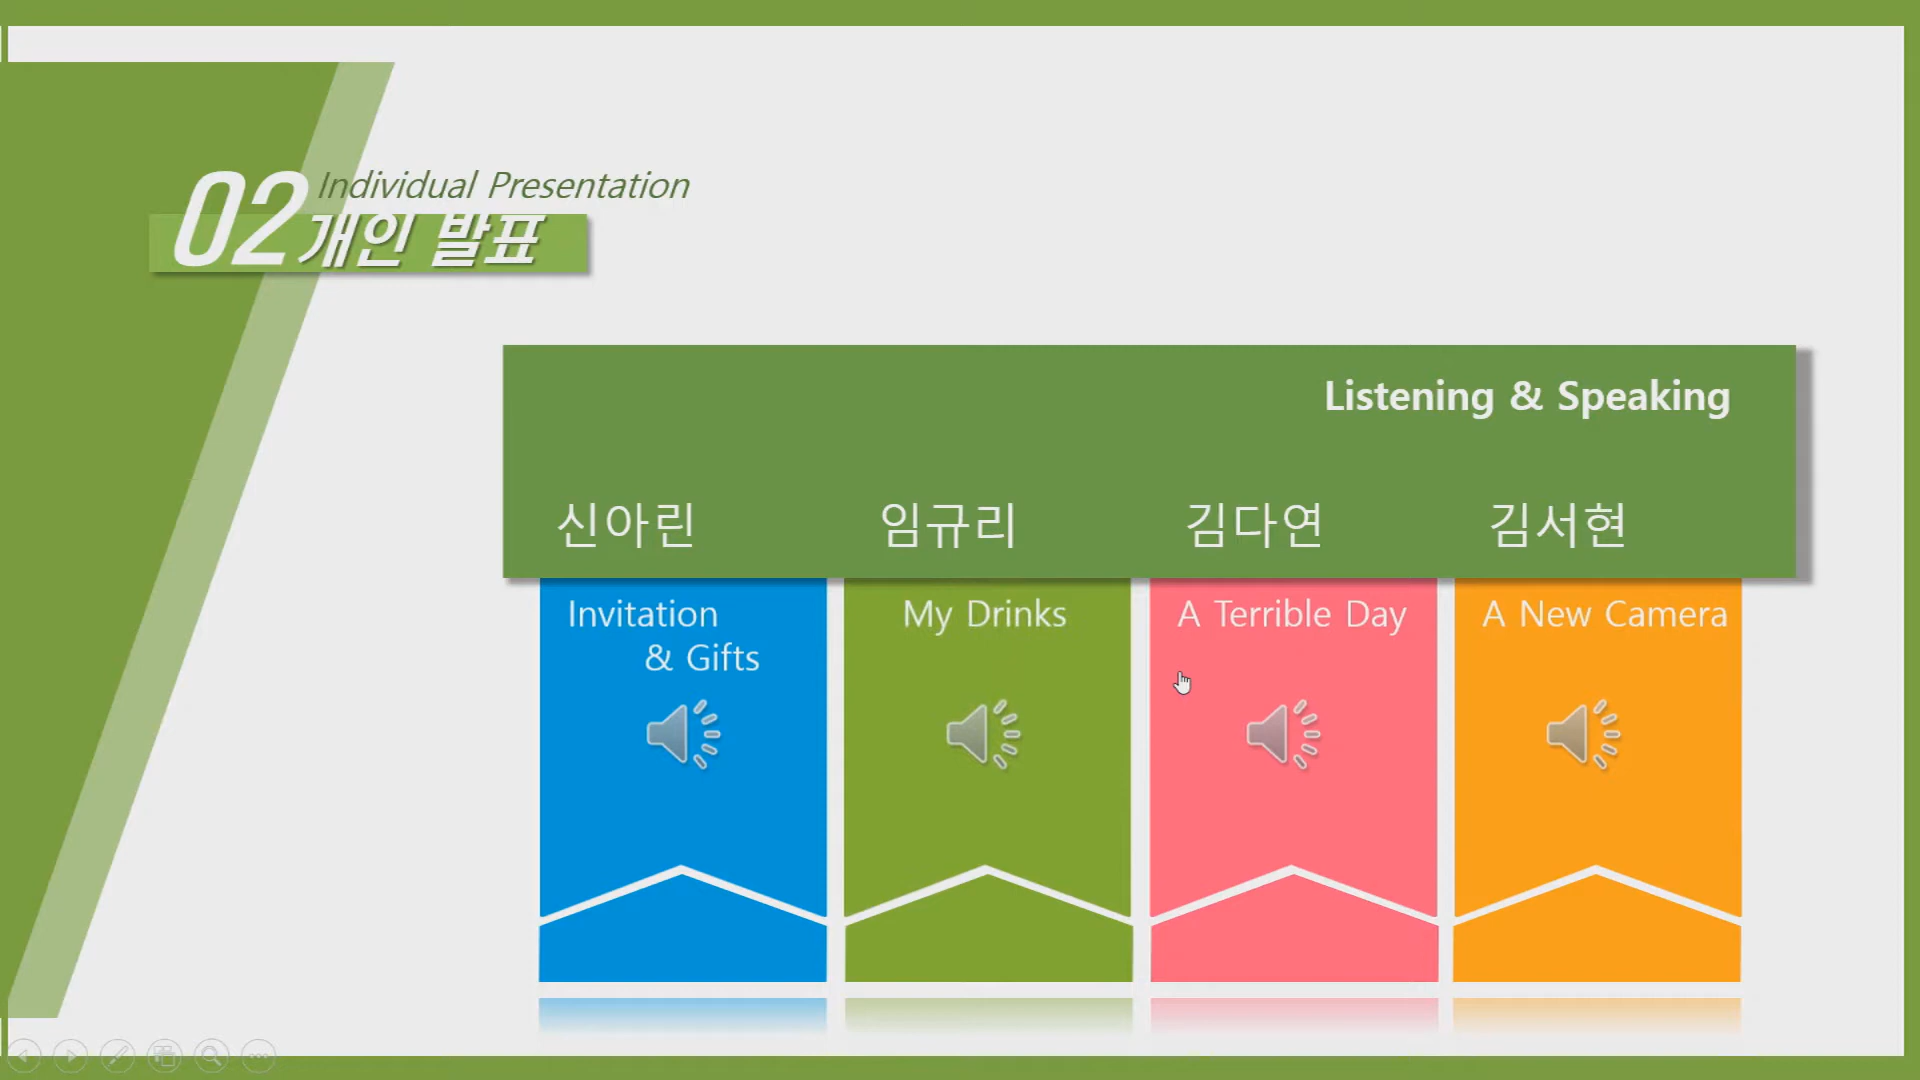 02
Individual Presentation
개인 발표
Listening & Speaking
신아린
임규리
김다연
김서현
Invitation
& Gifts
My Drinks
A Terrible Day
A New Camera